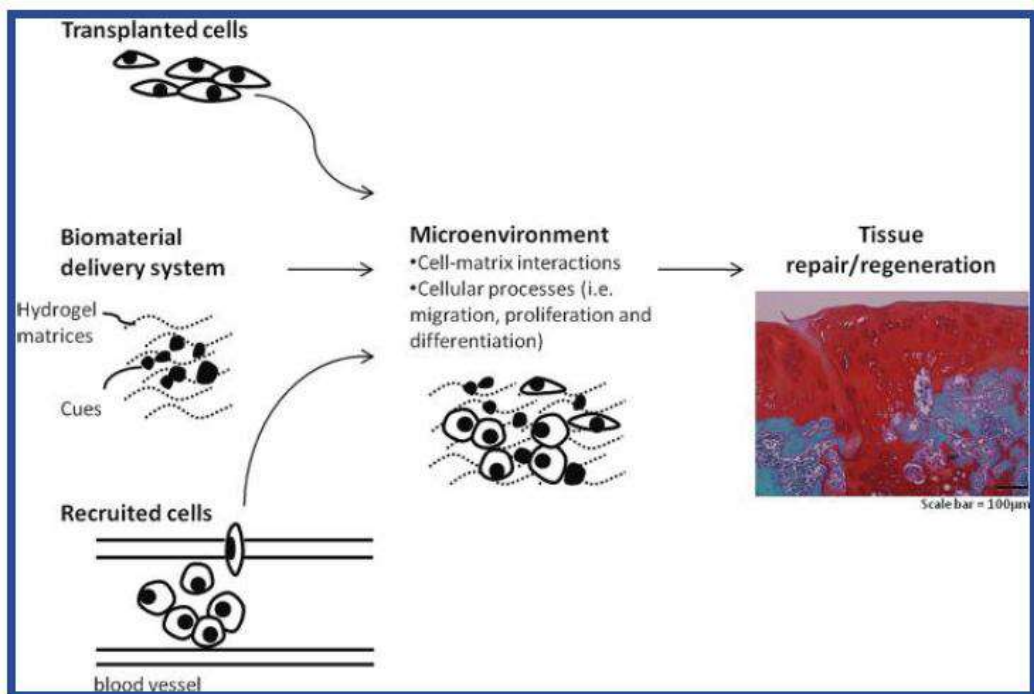 Transplanted cells
Biomaterial
delivery system
Hydrogel
matrices
Cues
Recruited cells
blood vessel
Microenvironment
•Cell-matrix interactions
•Cellular processes (i.e.
migration, proliferation and
differentiation)
Tissue
repair/regeneration
Scale bar = 100μm